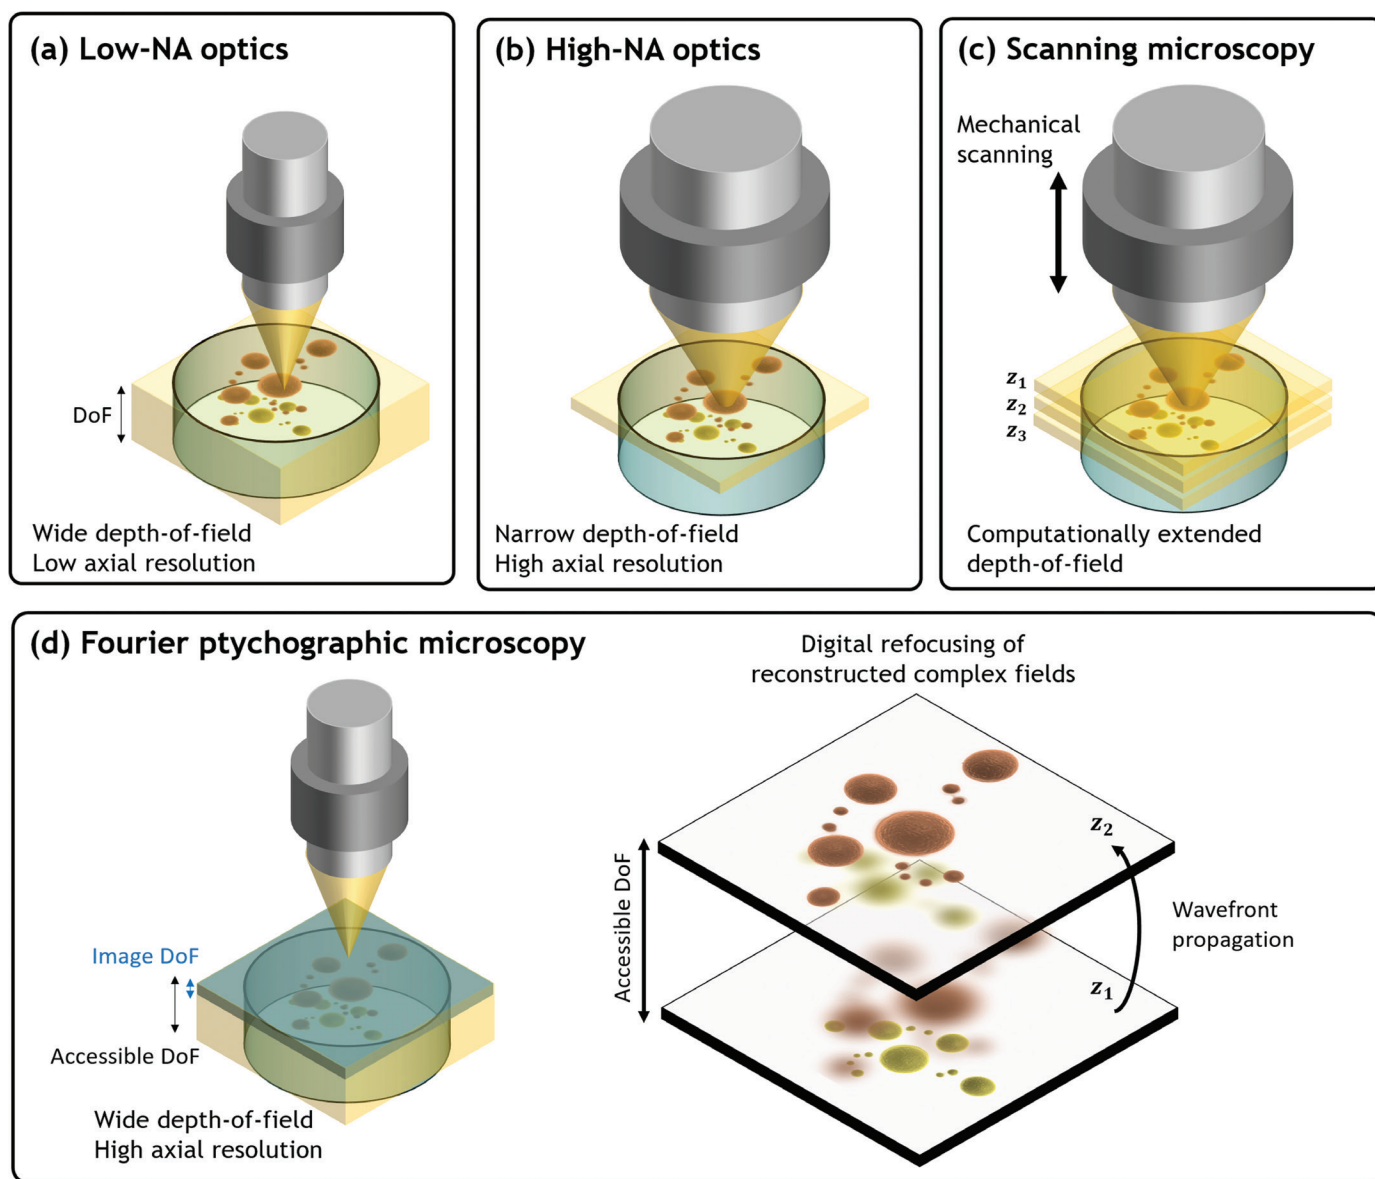 (a) Low-NA optics
DoF
Wide depth-of-field
Low axial resolution
(b) High-NA optics
Narrow depth-of-field
High axial resolution
(c) Scanning microscopy
Mechanical
scanning
z₁
z₂
z₃
Computationally extended
depth-of-field
(d) Fourier ptychographic microscopy
Image DoF
Accessible DoF
Wide depth-of-field
High axial resolution
Digital refocusing of
reconstructed complex fields
Accessible DoF
z₂
Wavefront
propagation
z₁